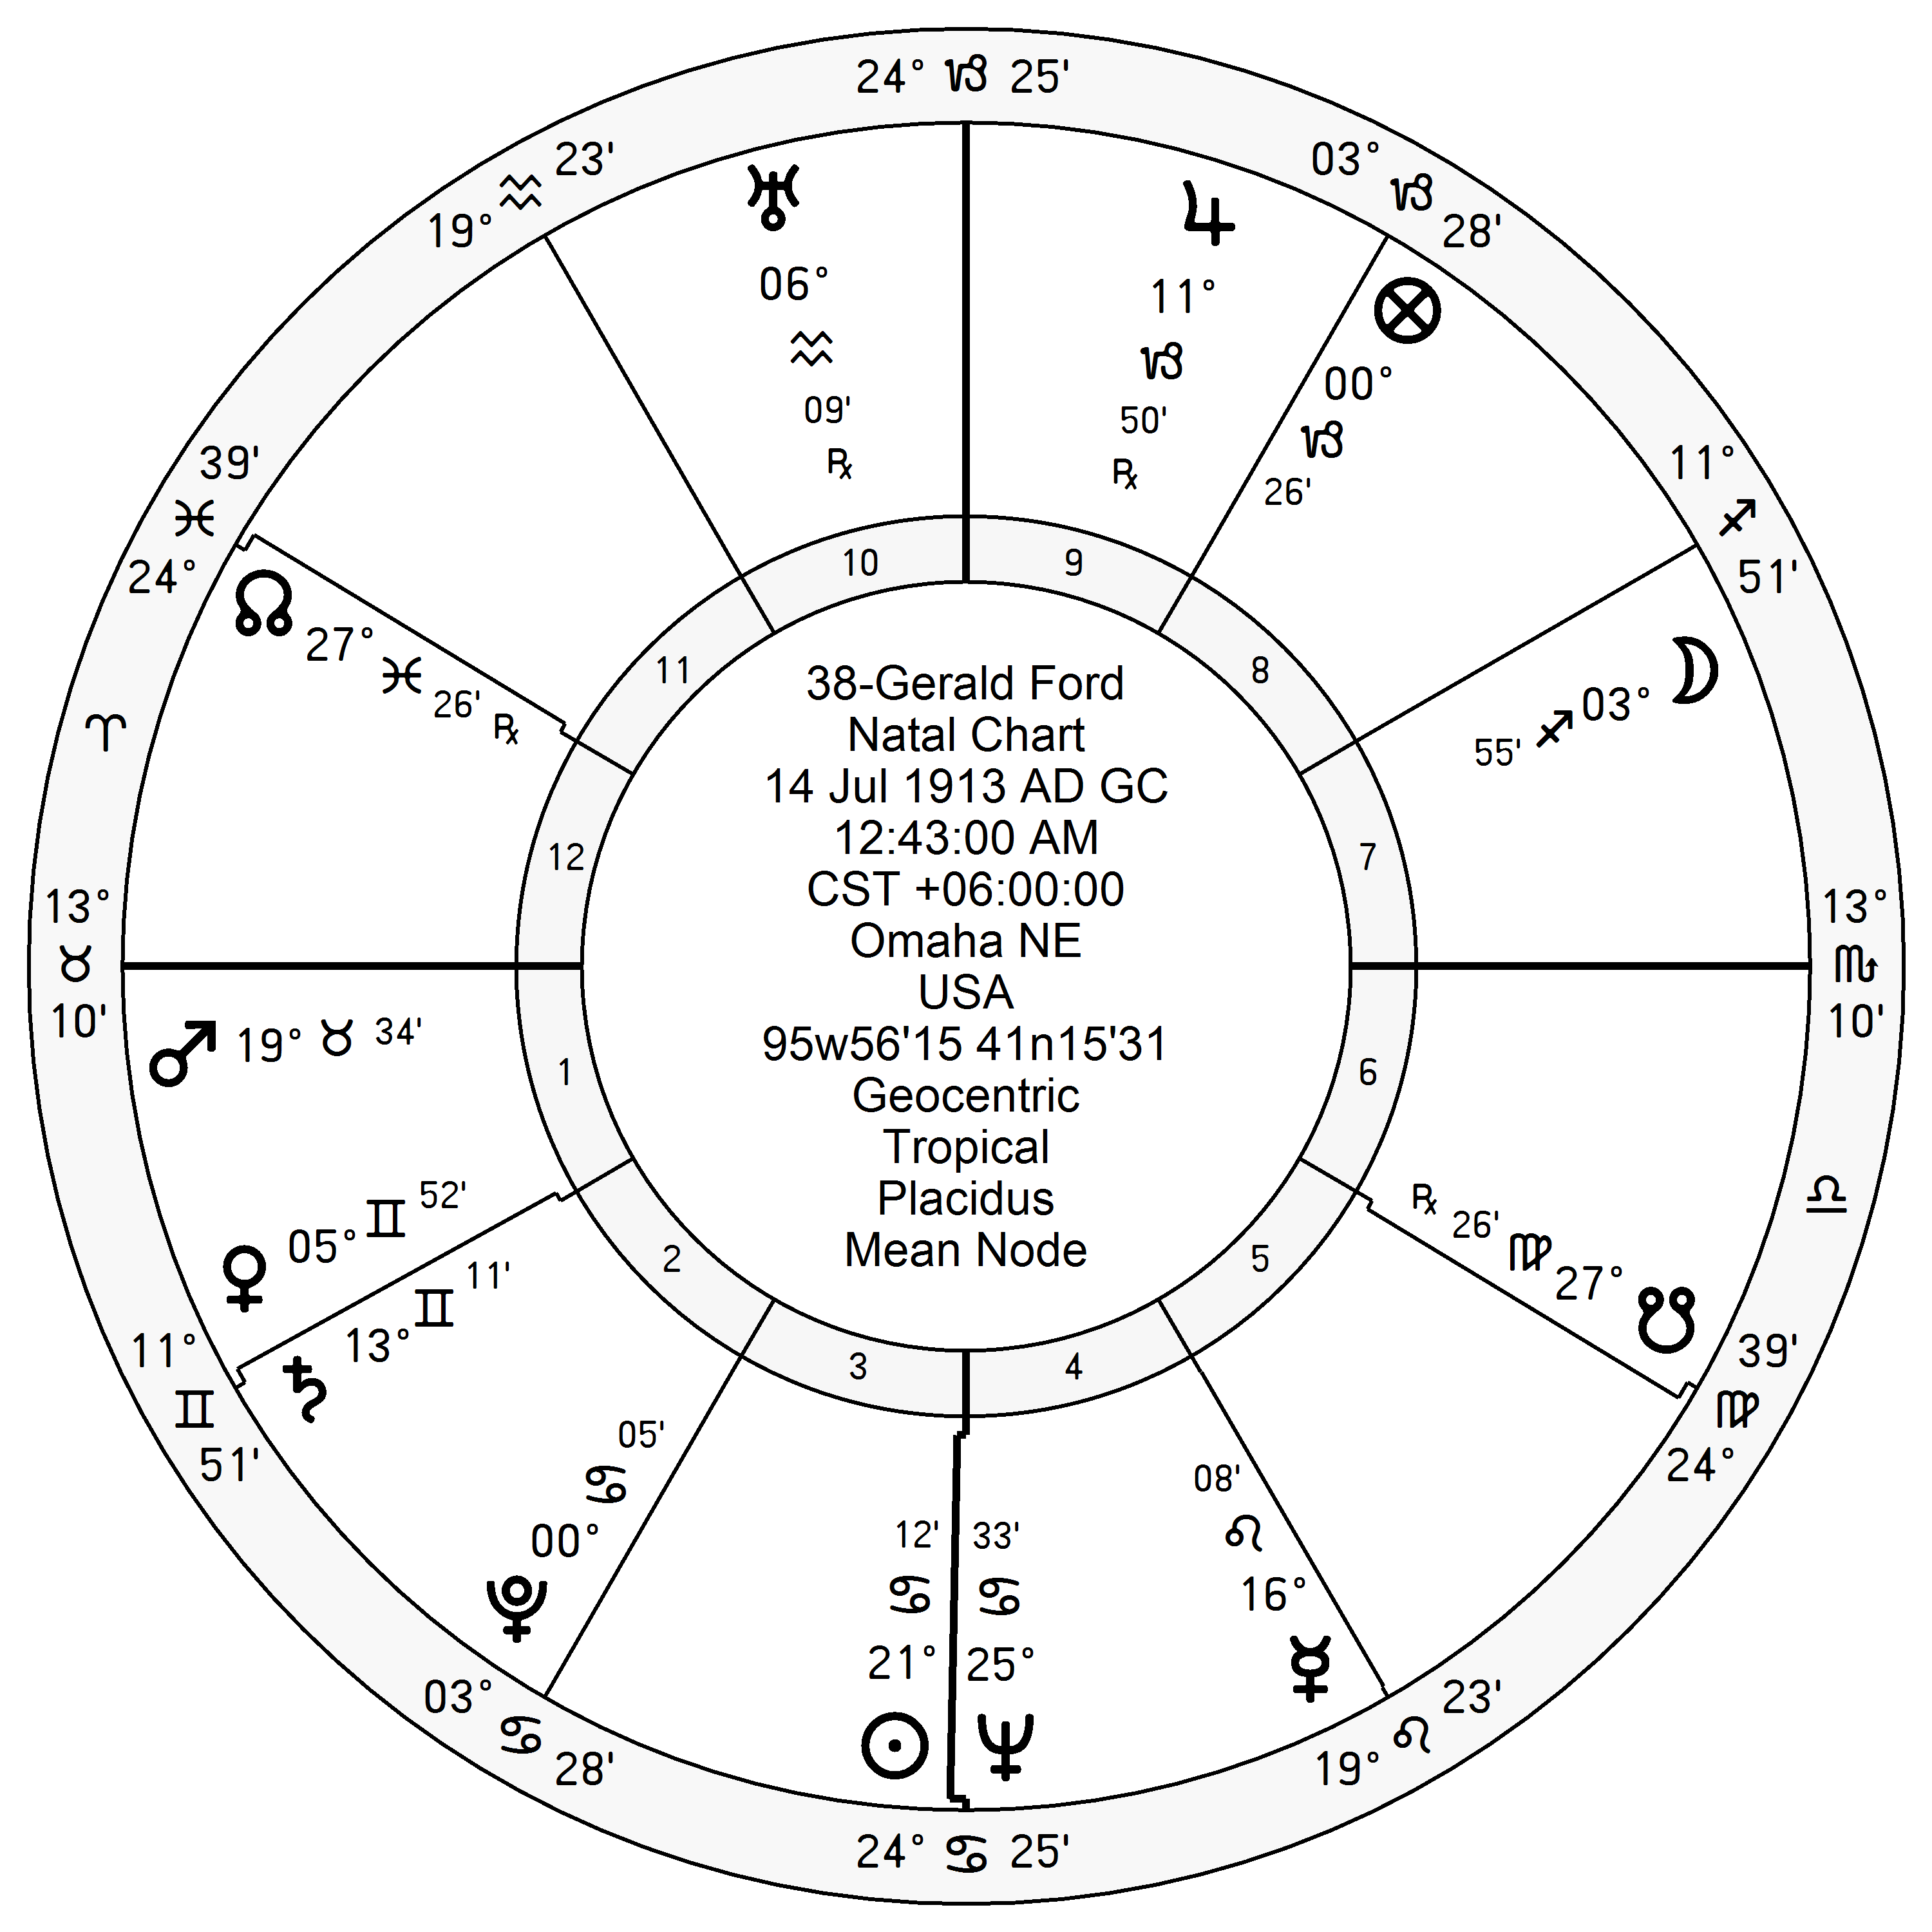 24° ♑ 25'
23'
19° ♒
03° ♑ 28'
♅
06°
♒
09'
℞
♃
11°
♑
50'
℞
⊗
00°
♑
26'
39'
♓
24°
11°
♐
51'
☊ 27° ♓ 26' ℞
55' ♐ 03° ☽
♈
10
9
11
8
12
7
1
6
2
5
3
4
38-Gerald Ford
Natal Chart
14 Jul 1913 AD GC
12:43:00 AM
CST +06:00:00
Omaha NE
USA
95w56'15 41n15'31
Geocentric
Tropical
Placidus
Mean Node
13°
♉
10'
13°
♏
10'
♂ 19° ♉ 34'
♎
♀ 05° ♊ 52'
♄ 13° ♊ 11'
℞ 26' ♍ 27° ☋
11°
♊
51'
39'
♍
24°
05'
♋
00°
♇
12'
♋
21°
☉
33'
♋
25°
♆
08'
♌
16°
☿
03° ♋ 28'
19° ♌ 23'
24° ♋ 25'